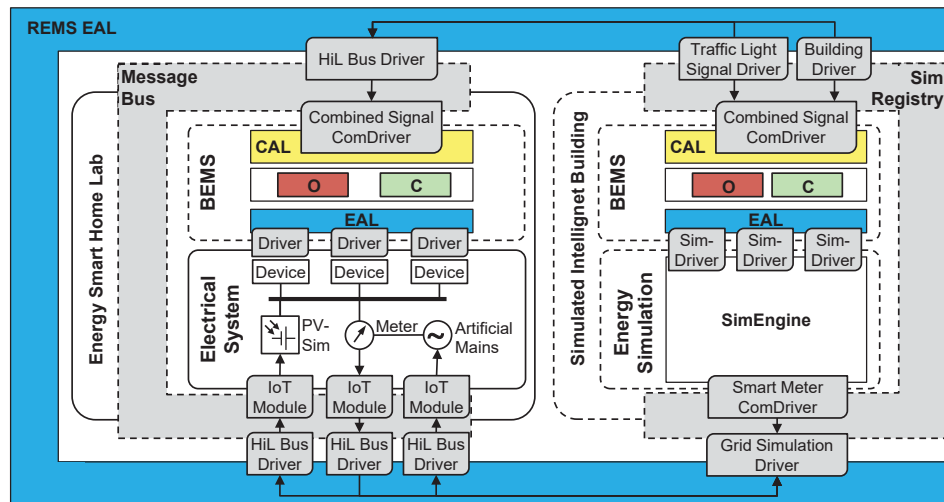 REMS EAL
HiL Bus Driver
Traffic Light
Signal Driver
Building
Driver
Message
Bus
Sim
Registry
Energy Smart Home Lab
BEMS
Combined Signal
ComDriver
CAL
O
C
EAL
Driver
Driver
Driver
Electrical
System
Device
Device
Device
PV-
Sim
Meter
Artificial
Mains
IoT
Module
IoT
Module
IoT
Module
HiL Bus
Driver
HiL Bus
Driver
HiL Bus
Driver
Simulated Intellignet Building
BEMS
Combined Signal
ComDriver
CAL
O
C
EAL
Sim-
Driver
Sim-
Driver
Sim-
Driver
Energy
Simulation
SimEngine
Smart Meter
ComDriver
Grid Simulation
Driver